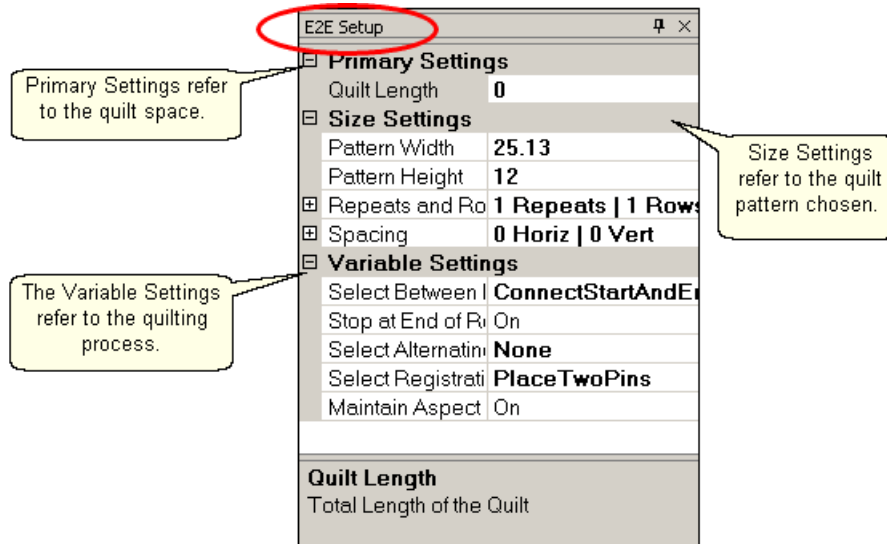 E2E Setup
Primary Settings
Quilt Length 0
Size Settings
Pattern Width 25.13
Pattern Height 12
Repeats and Ro 1 Repeats | 1 Rows
Spacing 0 Horiz | 0 Vert
Variable Settings
Select Between ConnectStartAndE
Stop at End of R On
Select Alternatin None
Select Registrati PlaceTwoPins
Maintain Aspect On
Quilt Length
Total Length of the Quilt
Primary Settings refer
to the quilt space.
Size Settings
refer to the quilt
pattern chosen.
The Variable Settings
refer to the quilting
process.